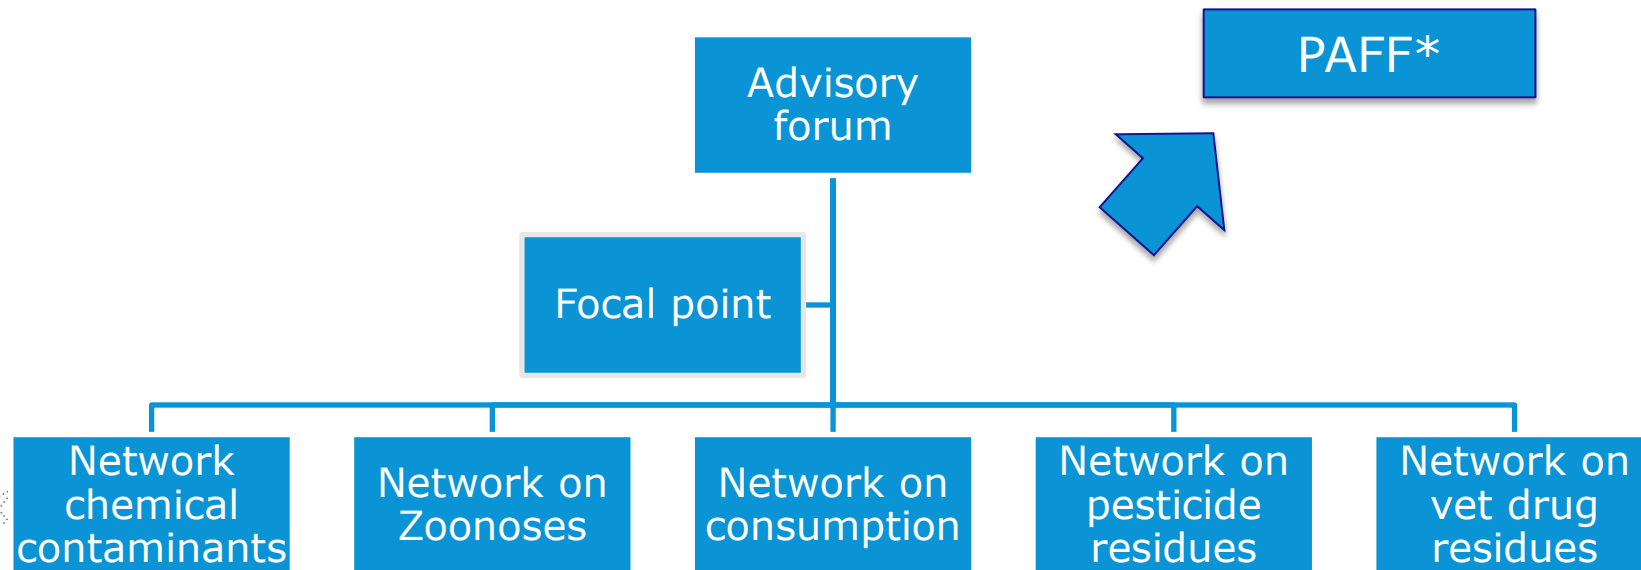 PAFF*
Advisory
forum
Focal point
Network
chemical
contaminants
Network on
Zoonoses
Network on
consumption
Network on
pesticide
residues
Network on
vet drug
residues